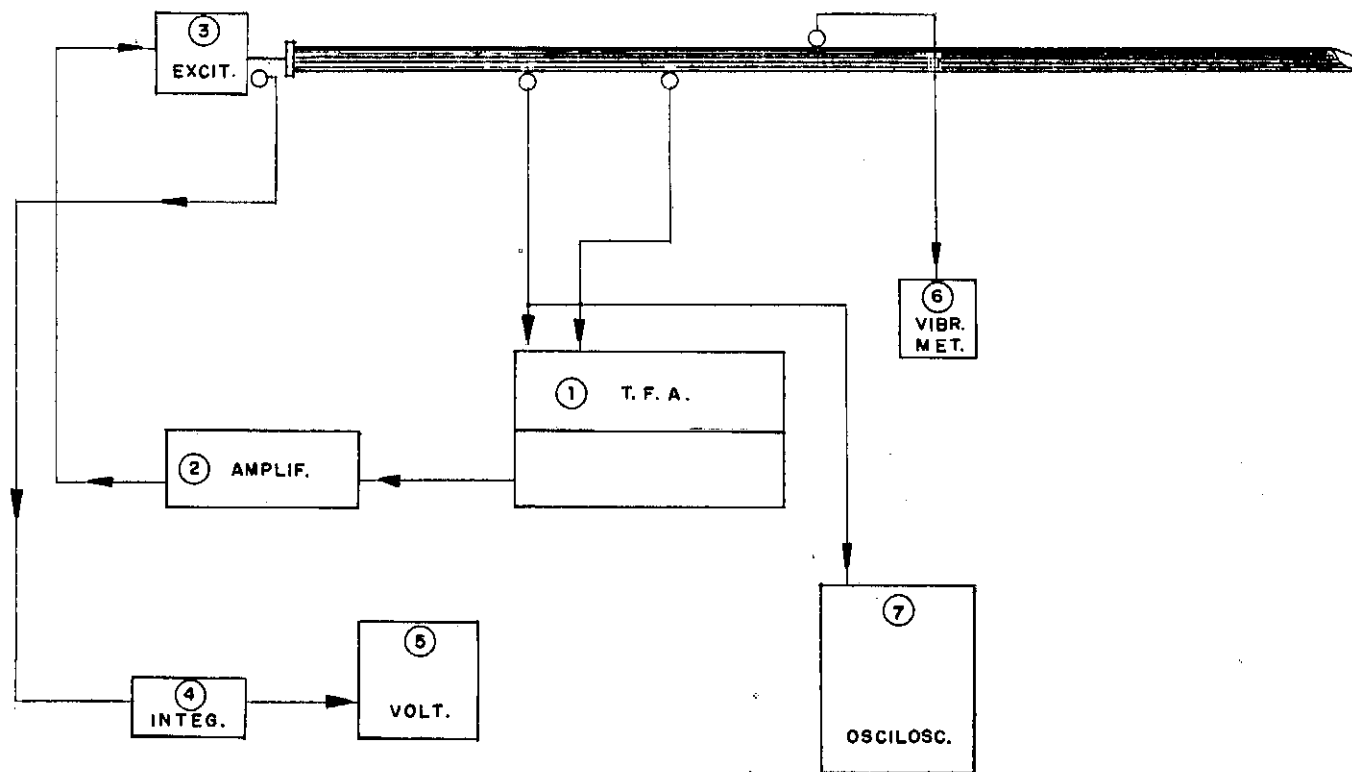 3
EXCIT.
6
VIBR.
MET.
1 T. F. A.
2 AMPLIF.
7
OSCILOSC.
5
VOLT.
4
INTEG.